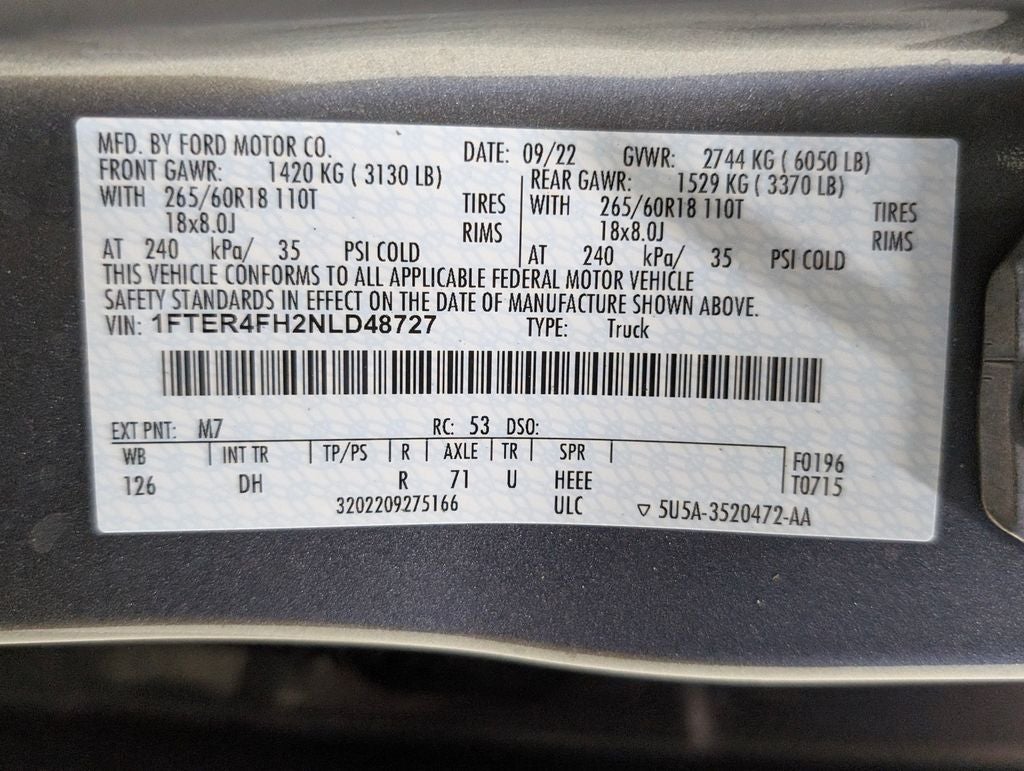 MFD. BY FORD MOTOR CO. DATE: 09/22 GVWR: 2744 KG ( 6050 LB)
FRONT GAWR: 1420 KG ( 3130 LB) REAR GAWR: 1529 KG ( 3370 LB)
WITH 265/60R18 110T TIRES WITH 265/60R18 110T TIRES
18x8.0J RIMS 18x8.0J RIMS
AT 240 kPa/ 35 PSI COLD AT 240 kPa/ 35 PSI COLD
THIS VEHICLE CONFORMS TO ALL APPLICABLE FEDERAL MOTOR VEHICLE
SAFETY STANDARDS IN EFFECT ON THE DATE OF MANUFACTURE SHOWN ABOVE.
VIN: 1FTER4FH2NLD48727 TYPE: Truck
EXT PNT: M7 RC: 53 DSO:
WB INT TR TP/PS R AXLE TR SPR F0196
126 DH R 71 U HEEE T0715
3202209275166 ULC ▽ 5U5A-3520472-AA